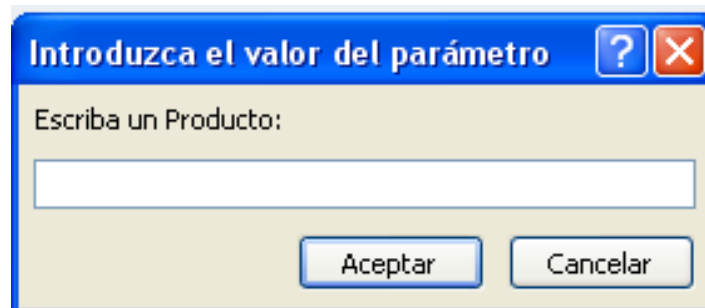 Introduzca el valor del parámetro ?
Escriba un Producto:
Aceptar Cancelar